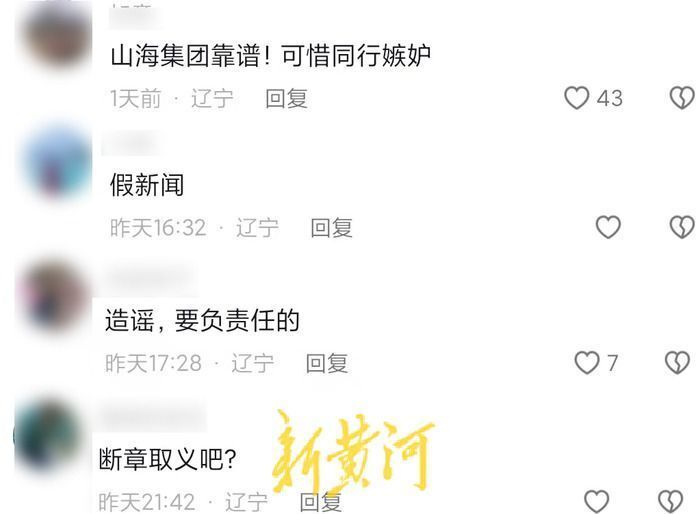 山海集团靠谱！可惜同行嫉妒
1天前 · 辽宁 回复 43
假新闻
昨天16:32 · 辽宁 回复
造谣，要负责任的
昨天17:28 · 辽宁 回复 7
断章取义吧？
新黄河
昨天21:42 · 辽宁 回复